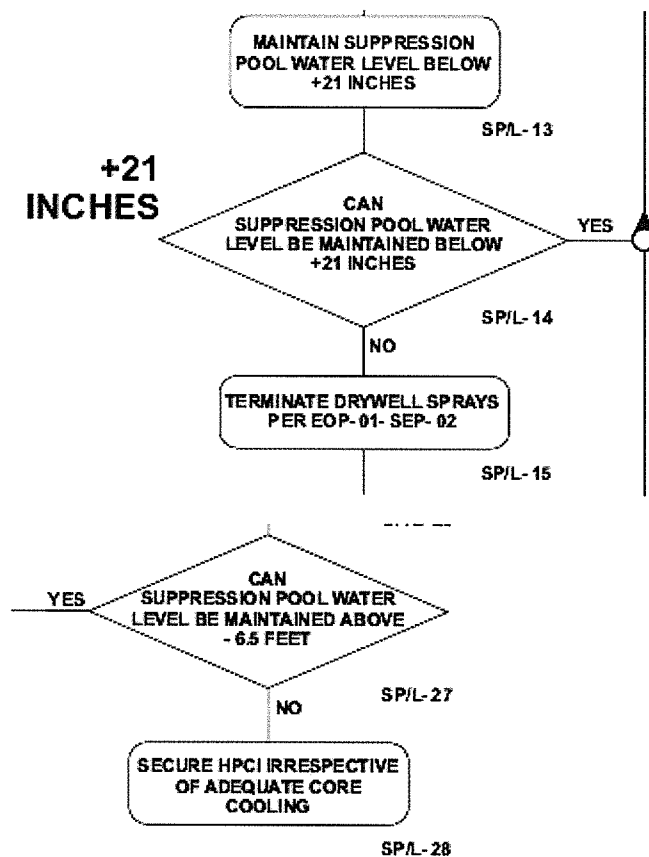 MAINTAIN SUPPRESSION
POOL WATER LEVEL BELOW
+21 INCHES
SP/L-13
+21
INCHES
CAN
SUPPRESSION POOL WATER
LEVEL BE MAINTAINED BELOW
+21 INCHES
YES
SP/L-14
NO
TERMINATE DRYWELL SPRAYS
PER EOP-01-SEP-02
SP/L-15
CAN
SUPPRESSION POOL WATER
LEVEL BE MAINTAINED ABOVE
- 6.5 FEET
YES
SP/L-27
NO
SECURE HPCI IRRESPECTIVE
OF ADEQUATE CORE
COOLING
SP/L-28